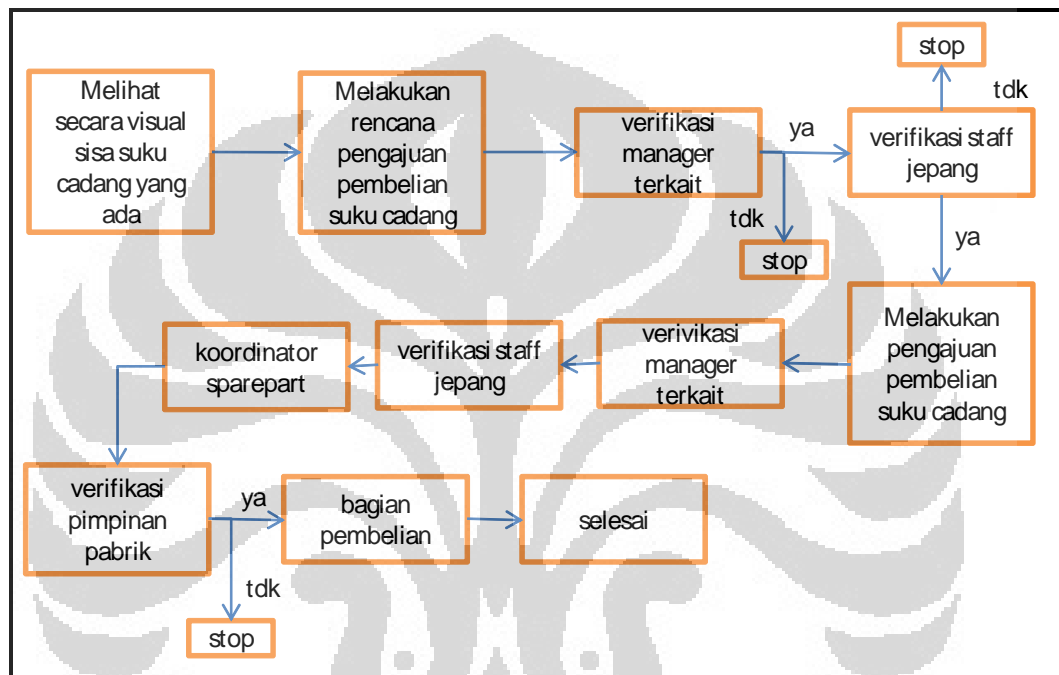 Melihat
secara visual
sisa suku
cadang yang
ada
Melakukan
rencana
pengajuan
pembelian
suku cadang
verifikasi
manager
terkait
ya
tdk
stop
verifikasi staff
jepang
tdk
stop
ya
Melakukan
pengajuan
pembelian
suku cadang
verivikasi
manager
terkait
verifikasi staff
jepang
koordinator
sparepart
verifikasi
pimpinan
pabrik
ya
tdk
stop
bagian
pembelian
selesai